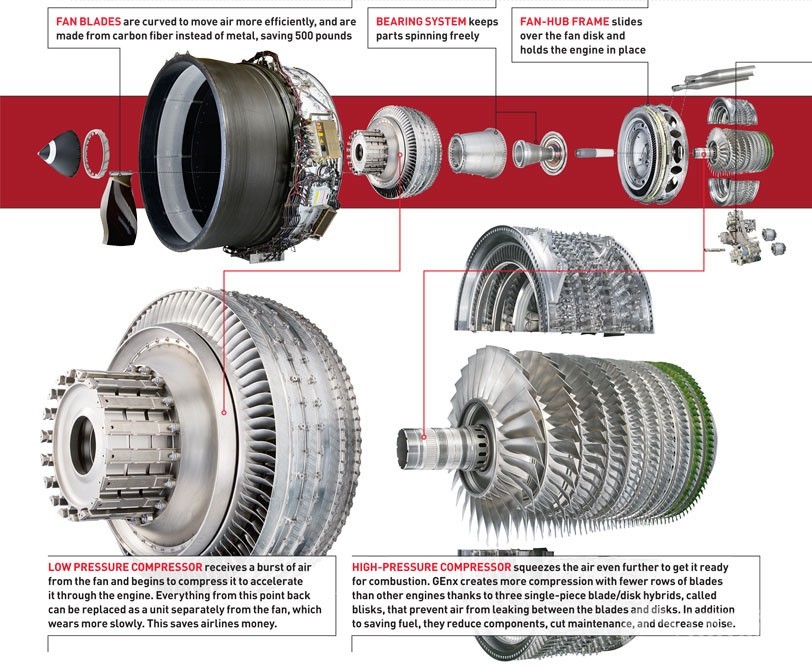 FAN BLADES are curved to move air more efficiently, and are
made from carbon fiber instead of metal, saving 500 pounds
BEARING SYSTEM keeps
parts spinning freely
FAN-HUB FRAME slides
over the fan disk and
holds the engine in place
LOW PRESSURE COMPRESSOR receives a burst of air
from the fan and begins to compress it to accelerate
it through the engine. Everything from this point back
can be replaced as a unit separately from the fan, which
wears more slowly. This saves airlines money.
HIGH-PRESSURE COMPRESSOR squeezes the air even further to get it ready
for combustion. GEnx creates more compression with fewer rows of blades
than other engines thanks to three single-piece blade/disk hybrids, called
blisks, that prevent air from leaking between the blades and disks. In addition
to saving fuel, they reduce components, cut maintenance, and decrease noise.